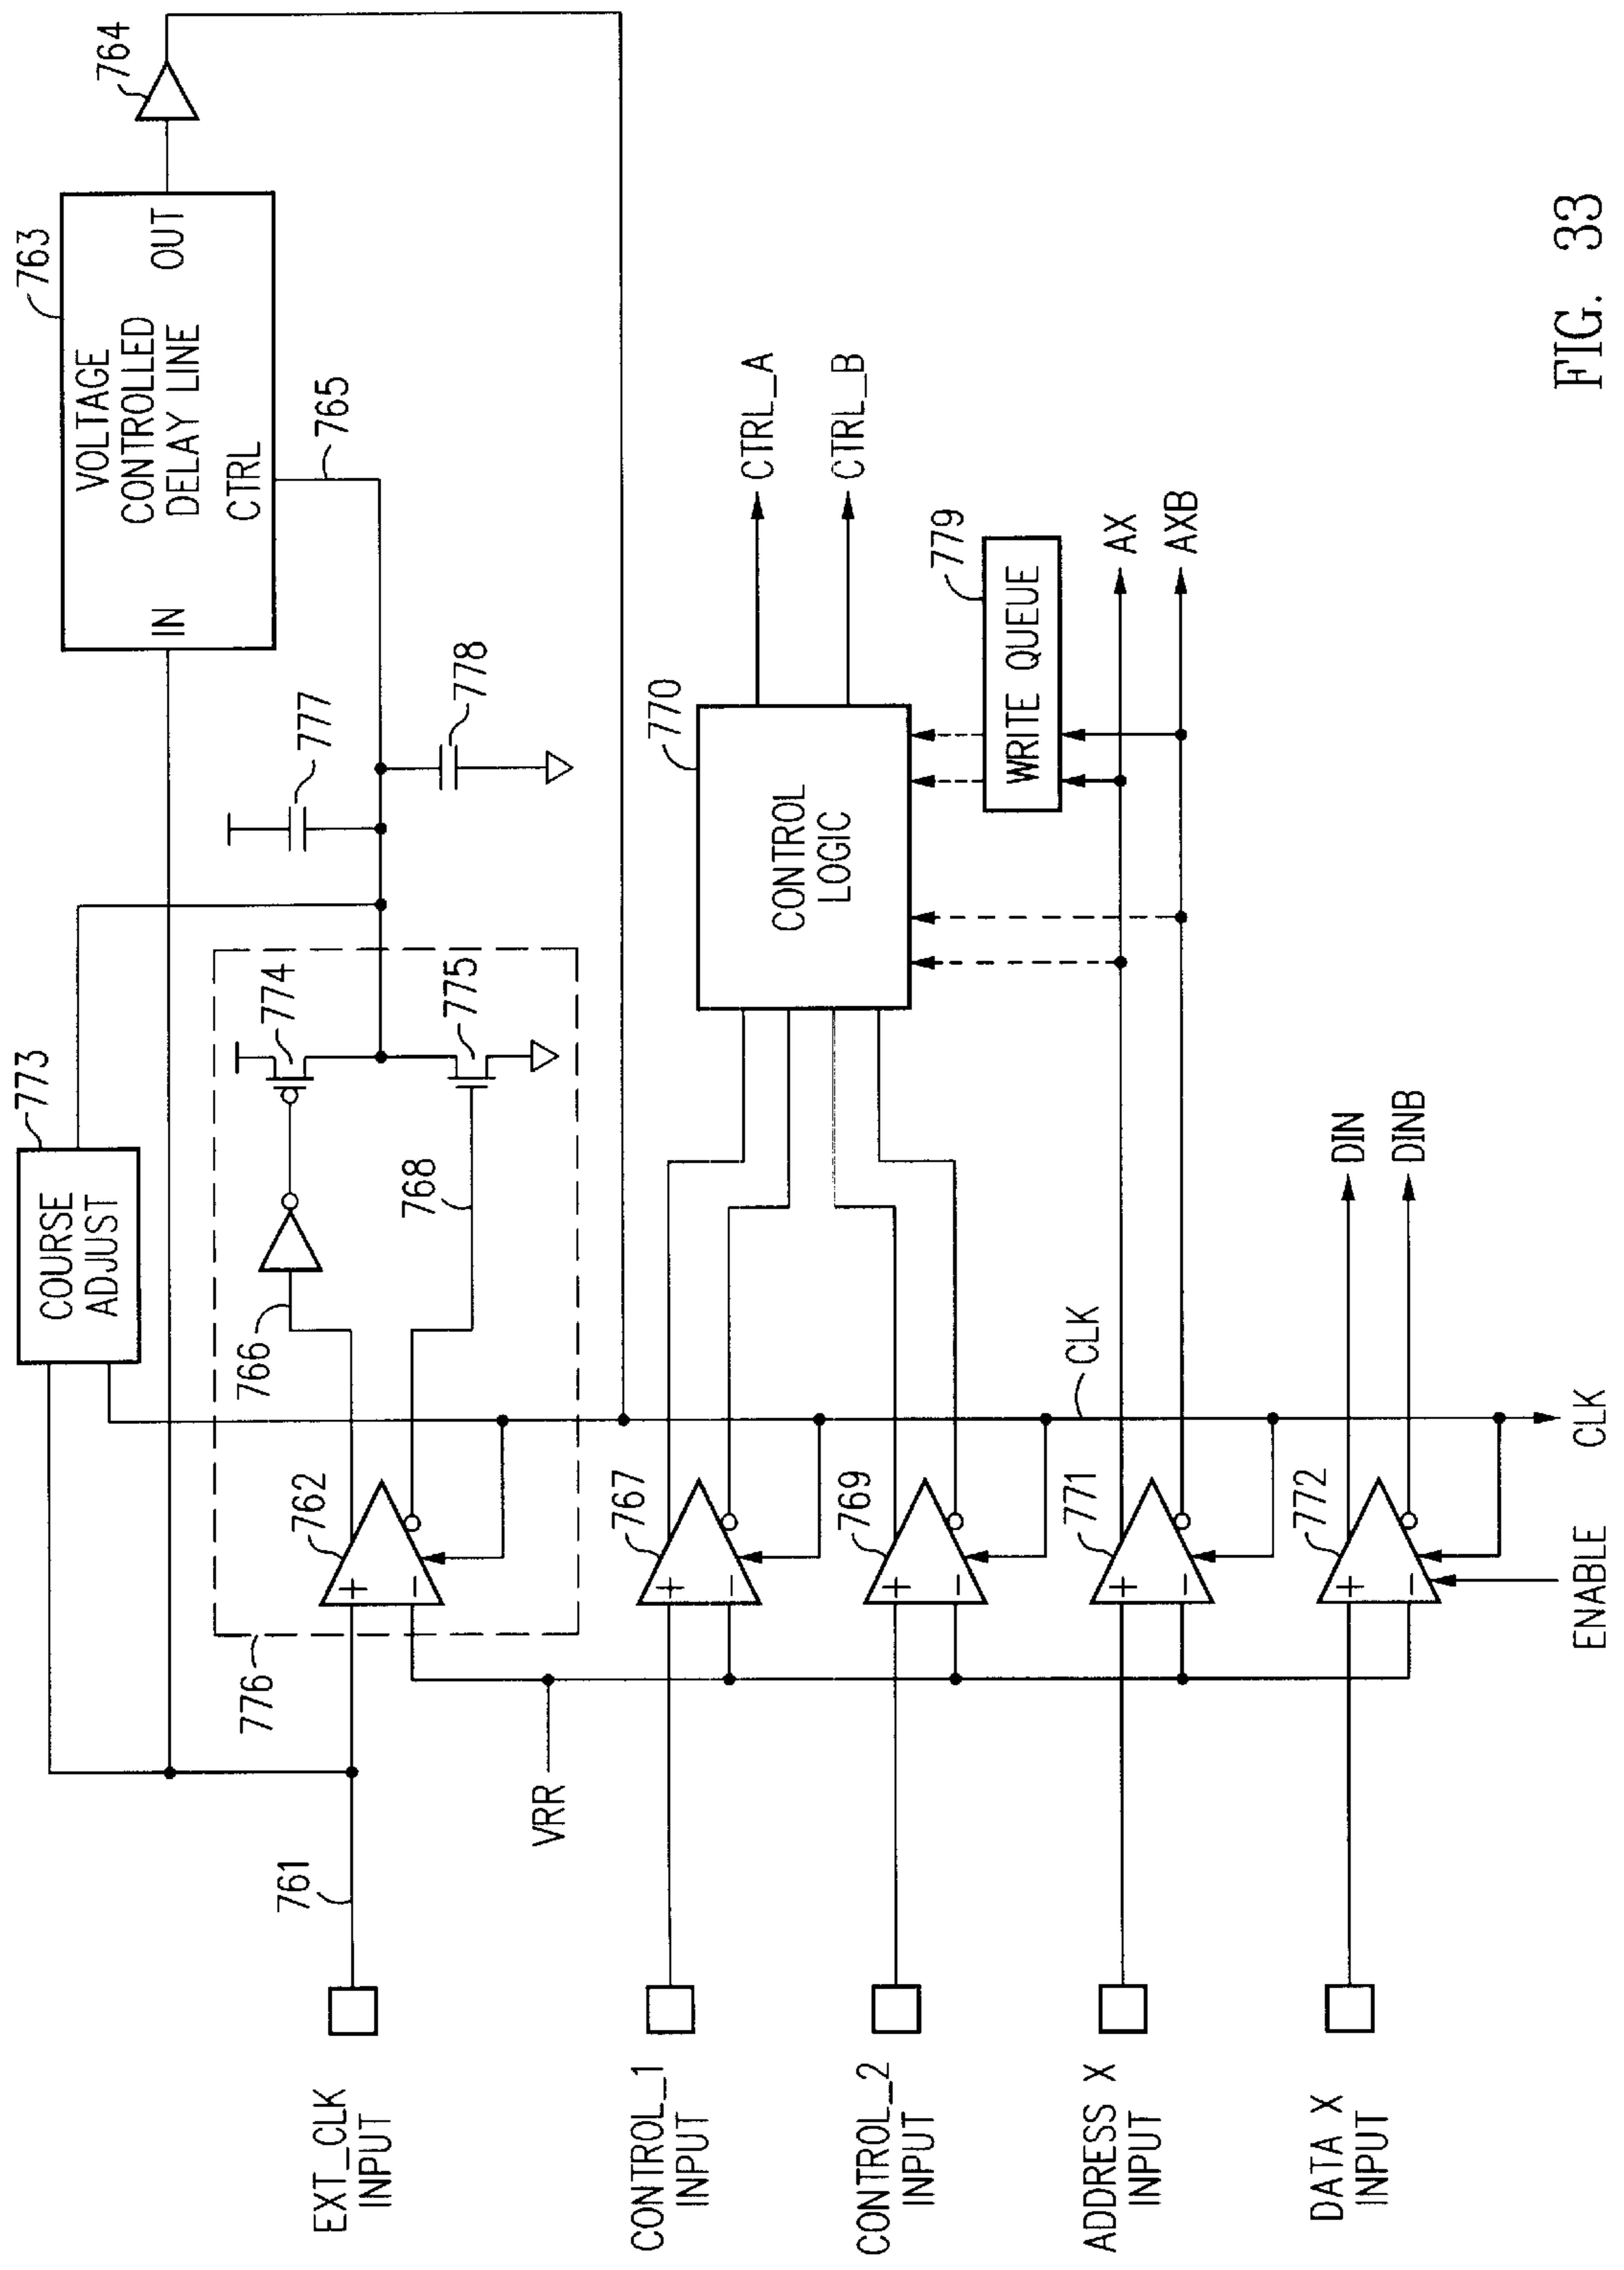 763
VOLTAGE
CONTROLLED
DELAY LINE
IN
OUT
CTRL
764
765
773
COURSE
ADJUST
777
778
774
775
766
768
776
762
761
EXT_CLK
INPUT
VRR
767
CONTROL_1
INPUT
770
CONTROL
LOGIC
CTRL_A
CTRL_B
769
CONTROL_2
INPUT
779
WRITE QUEUE
771
ADDRESS X
INPUT
CLK
AX
AXB
772
DATA X
INPUT
DIN
DINB
ENABLE
CLK
+
−
+
−
+
−
+
−
+
−
FIG. 33